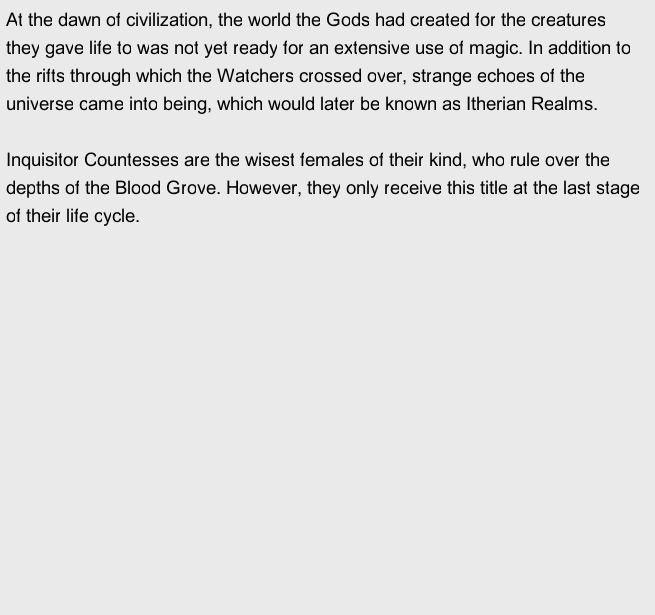 At the dawn of civilization, the world the Gods had created for the creatures
they gave life to was not yet ready for an extensive use of magic. In addition to
the rifts through which the Watchers crossed over, strange echoes of the
universe came into being, which would later be known as Itherian Realms.

Inquisitor Countesses are the wisest females of their kind, who rule over the
depths of the Blood Grove. However, they only receive this title at the last stage
of their life cycle.